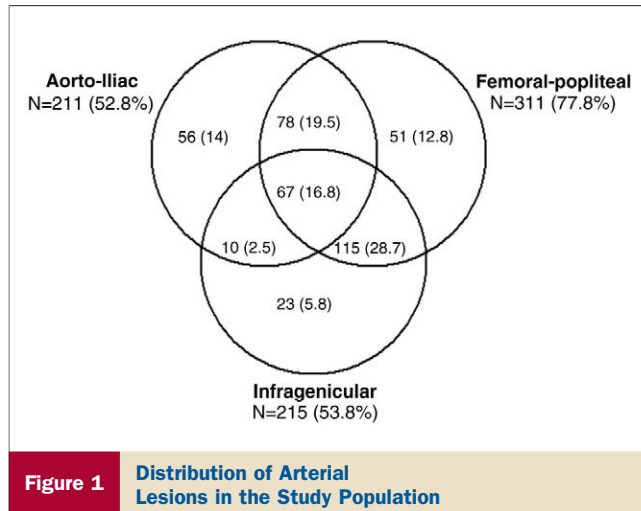 Aorto-Iliac
N=211 (52.8%)
Femoral-popliteal
N=311 (77.8%)
56 (14)
78 (19.5)
51 (12.8)
67 (16.8)
10 (2.5)
115 (28.7)
23 (5.8)
Infragenicular
N=215 (53.8%)
Figure 1
Distribution of Arterial
Lesions in the Study Population